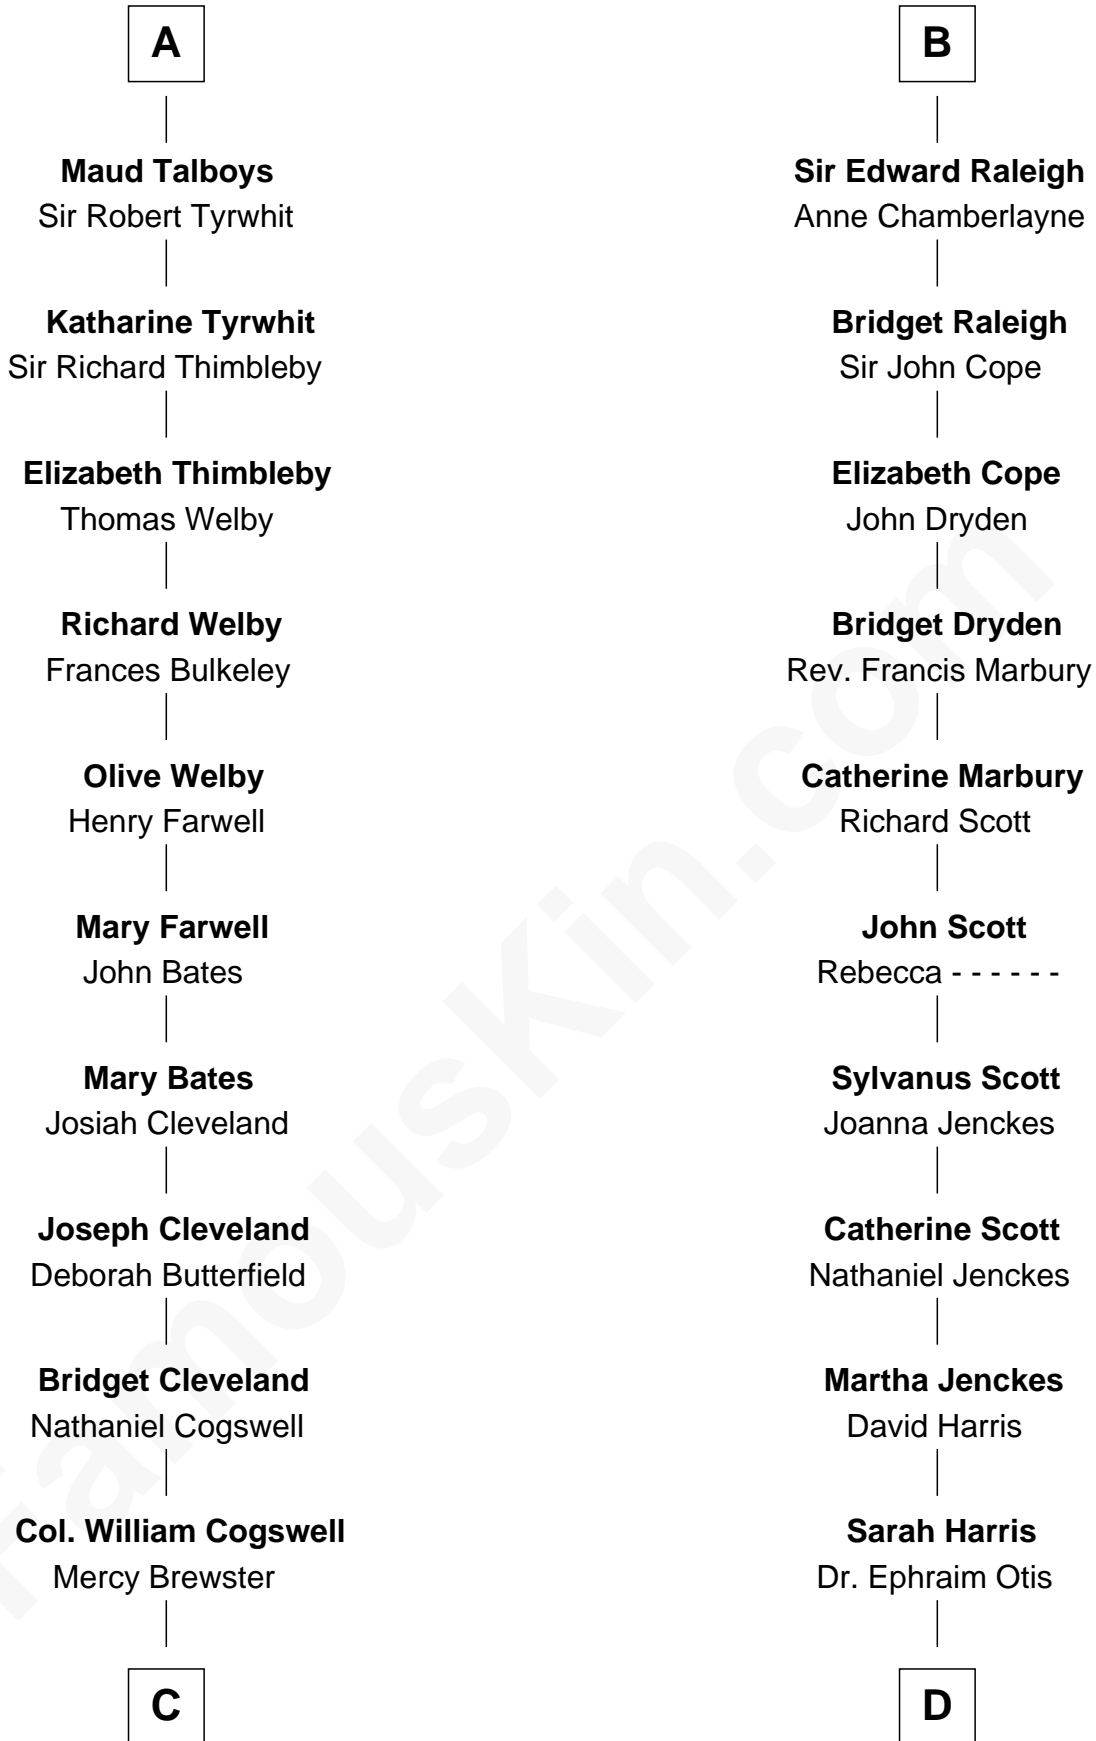 A
Maud Talboys
Sir Robert Tyrwhit
Katharine Tyrwhit
Sir Richard Thimbleby
Elizabeth Thimbleby
Thomas Welby
Richard Welby
Frances Bulkeley
Olive Welby
Henry Farwell
Mary Farwell
John Bates
Mary Bates
Josiah Cleveland
Joseph Cleveland
Deborah Butterfield
Bridget Cleveland
Nathaniel Cogswell
Col. William Cogswell
Mercy Brewster
C
B
Sir Edward Raleigh
Anne Chamberlayne
Bridget Raleigh
Sir John Cope
Elizabeth Cope
John Dryden
Bridget Dryden
Rev. Francis Marbury
Catherine Marbury
Richard Scott
John Scott
Rebecca - - - - - -
Sylvanus Scott
Joanna Jenckes
Catherine Scott
Nathaniel Jenckes
Martha Jenckes
David Harris
Sarah Harris
Dr. Ephraim Otis
D
FamousKin.com